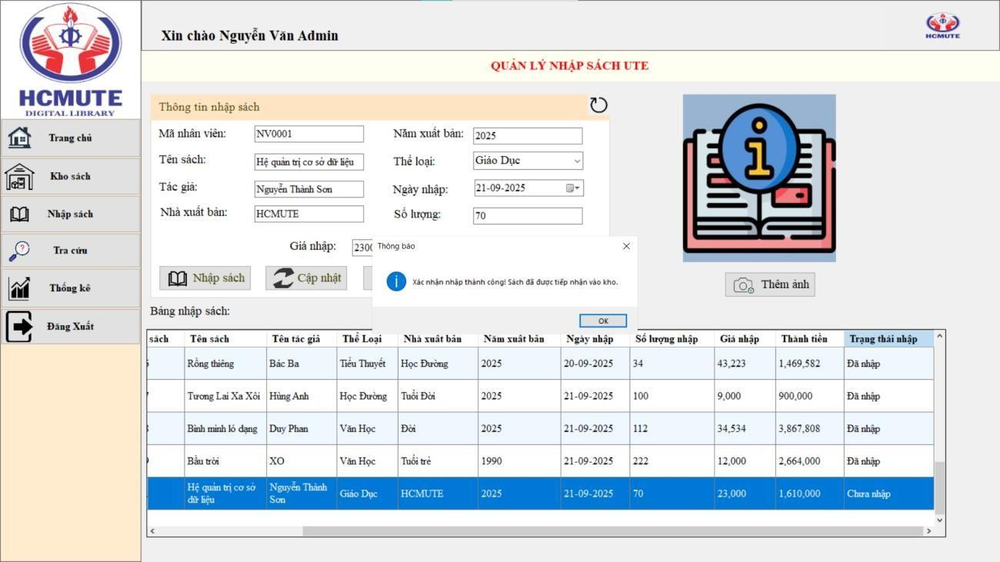 Xin chào Nguyễn Văn Admin
HCMUTE
HCMUTE
DIGITAL LIBRARY
QUẢN LÝ NHẬP SÁCH UTE
Trang chủ
Kho sách
Nhập sách
Tra cứu
Thống kê
Đăng Xuất
Thông tin nhập sách
Mã nhân viên: NV0001 Năm xuất bản: 2025
Tên sách: Hệ quản trị cơ sở dữ liệu Thể loại: Giáo Dục
Tác giả: Nguyễn Thành Sơn Ngày nhập: 21-09-2025
Nhà xuất bản: HCMUTE Số lượng: 70
Giá nhập:
Thông báo
Xác nhận nhập thành công! Sách đã được tiếp nhận vào kho.
OK
Nhập sách Cập nhật
Thêm ảnh
Bảng nhập sách:
sách Tên sách Tên tác giả Thể Loại Nhà xuất bản Năm xuất bản Ngày nhập Số lượng nhập Giá nhập Thành tiền Trạng thái nhập
Rồng thiêng Bác Ba Tiểu Thuyết Học Đường 2025 20-09-2025 34 43,223 1,469,582 Đã nhập
Tương Lai Xa Xôi Hùng Anh Học Đường Tuổi Đời 2025 21-09-2025 100 9,000 900,000 Đã nhập
Bình minh ló dạng Duy Phan Văn Học Đời 2025 21-09-2025 112 34,534 3,867,808 Đã nhập
Bầu trời XO Văn Học Tuổi trẻ 1990 21-09-2025 222 12,000 2,664,000 Đã nhập
Hệ quản trị cơ sở dữ liệu Nguyễn Thành Sơn Giáo Dục HCMUTE 2025 21-09-2025 70 23,000 1,610,000 Chưa nhập